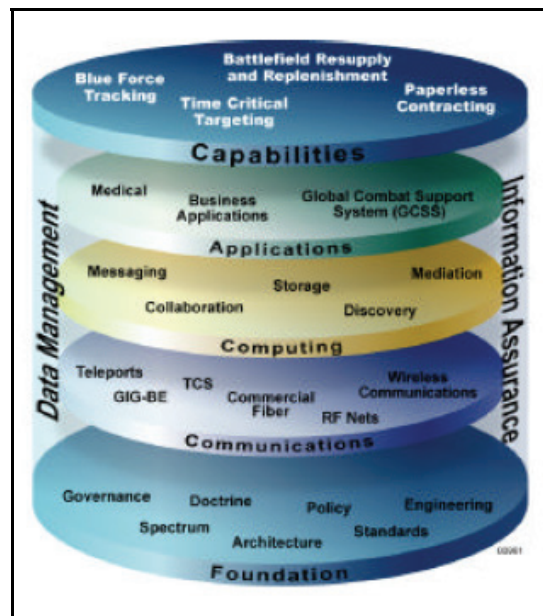 Battlefield Resupply
and Replenishment
Blue Force
Tracking
Time Critical
Targeting
Paperless
Contracting
Capabilities
Medical
Business
Applications
Global Combat Support
System (GCSS)
Applications
Messaging
Storage
Mediation
Collaboration
Discovery
Computing
Teleports
GIG-BE
TCS
Commercial
Fiber
Wireless
Communications
RF Nets
Communications
Governance
Doctrine
Policy
Engineering
Spectrum
Architecture
Standards
Foundation
Data Management
Information Assurance